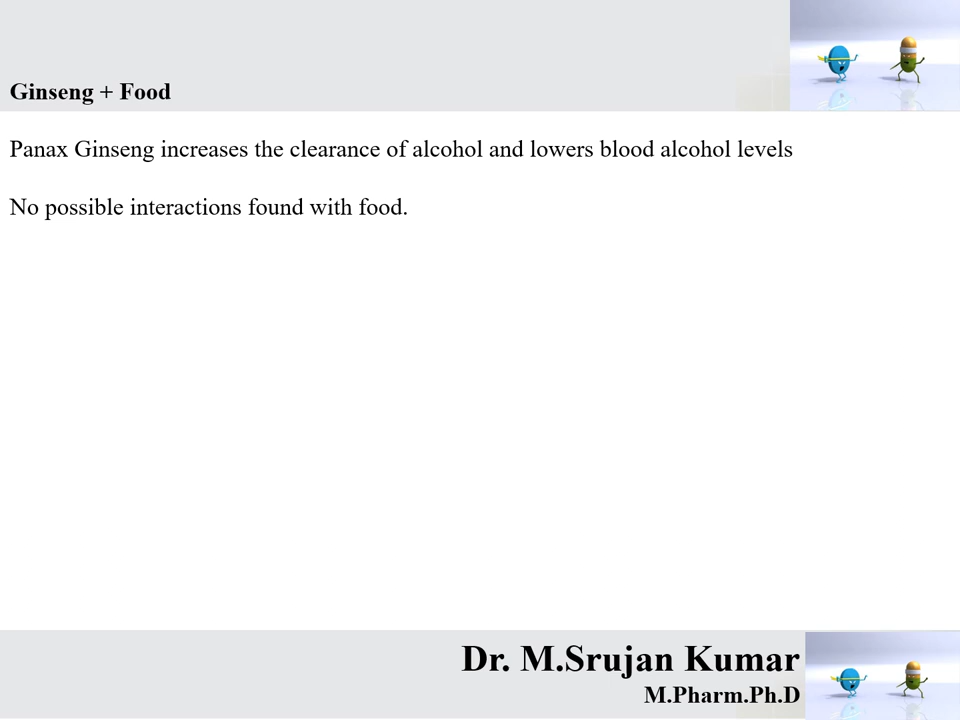 Ginseng + Food
Panax Ginseng increases the clearance of alcohol and lowers blood alcohol levels
No possible interactions found with food.
Dr. M.Srujan Kumar
M.Pharm.Ph.D